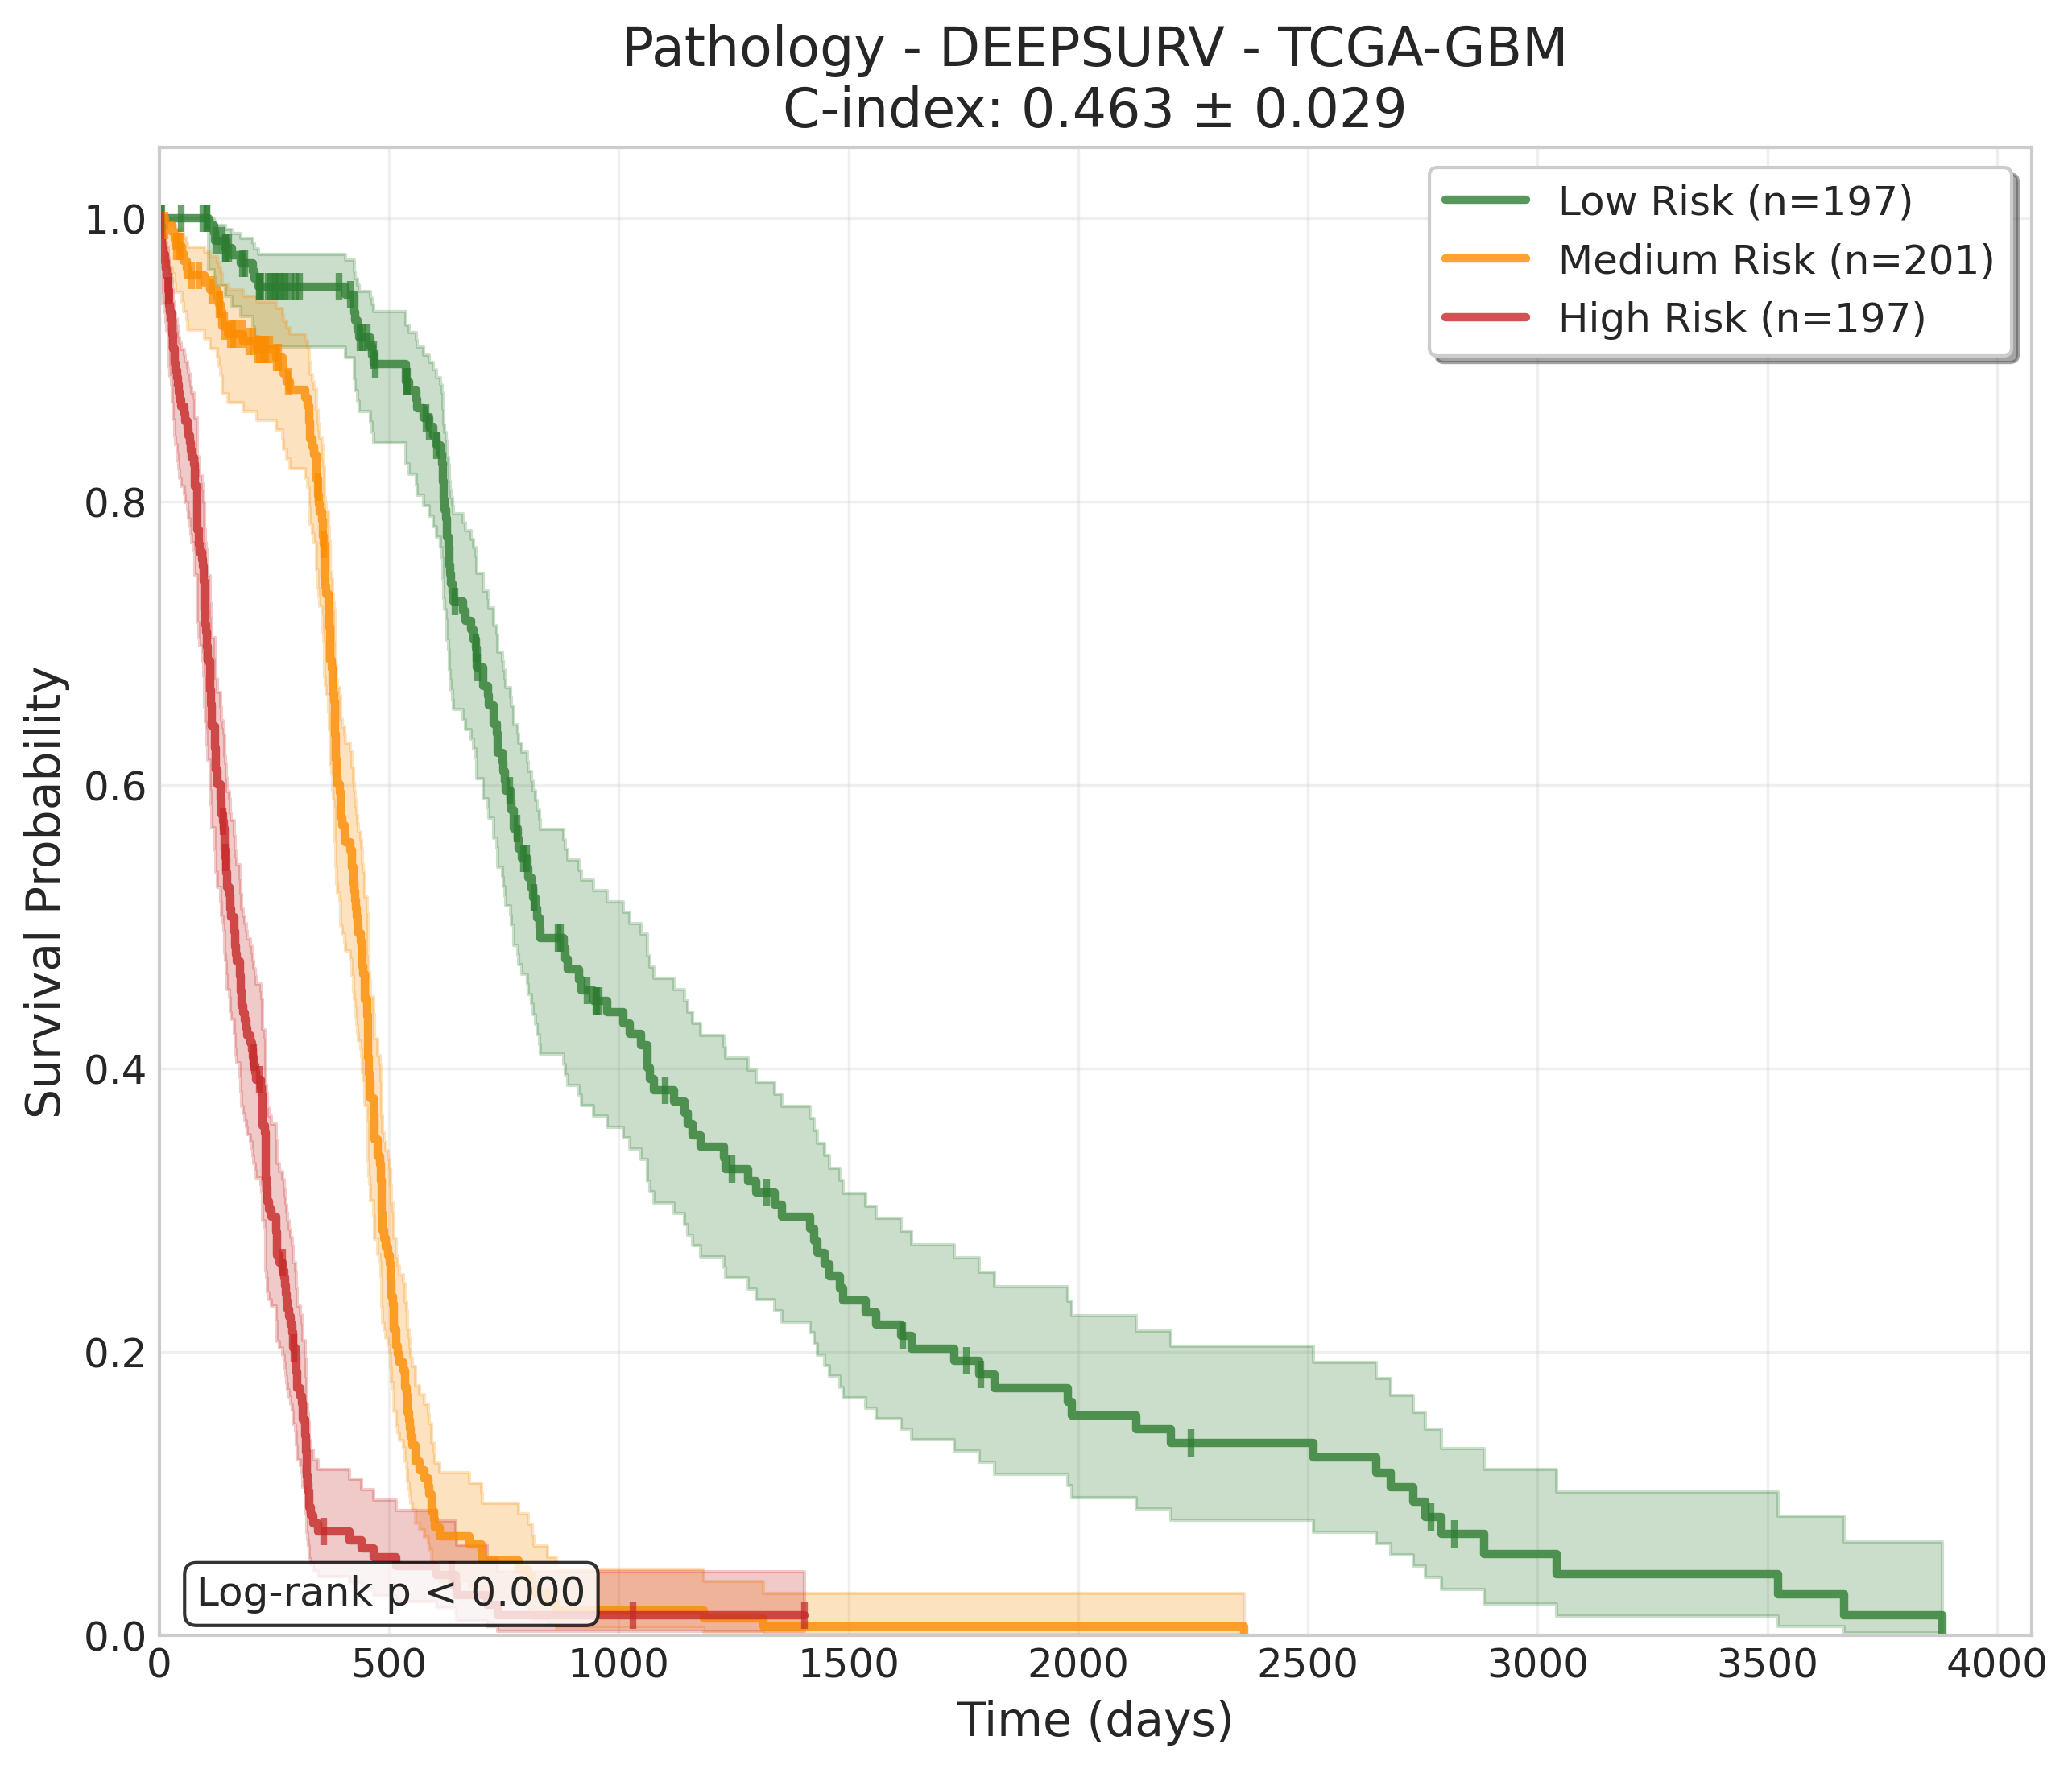 Pathology - DEEPSURV - TCGA-GBM
C-index: 0.463 ± 0.029
Low Risk (n=197)
Medium Risk (n=201)
High Risk (n=197)
Survival Probability
1.0
0.8
0.6
0.4
0.2
0.0
Log-rank p < 0.000
0 500 1000 1500 2000 2500 3000 3500 4000
Time (days)